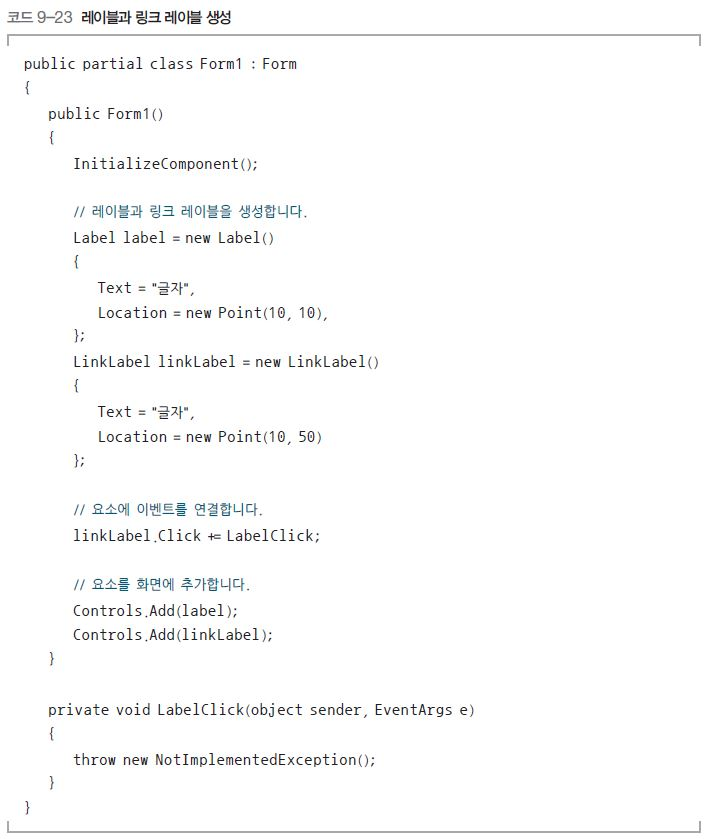 코드 9-23 레이블과 링크 레이블 생성
public partial class Form1 : Form
{
public Form1()
{
InitializeComponent();
// 레이블과 링크 레이블을 생성합니다.
Label label = new Label()
{
Text = "글자",
Location = new Point(10, 10),
};
LinkLabel linkLabel = new LinkLabel()
{
Text = "글자",
Location = new Point(10, 50)
};
// 요소에 이벤트를 연결합니다.
linkLabel.Click += LabelClick;
// 요소를 화면에 추가합니다.
Controls.Add(label);
Controls.Add(linkLabel);
}
private void LabelClick(object sender, EventArgs e)
{
throw new NotImplementedException();
}
}